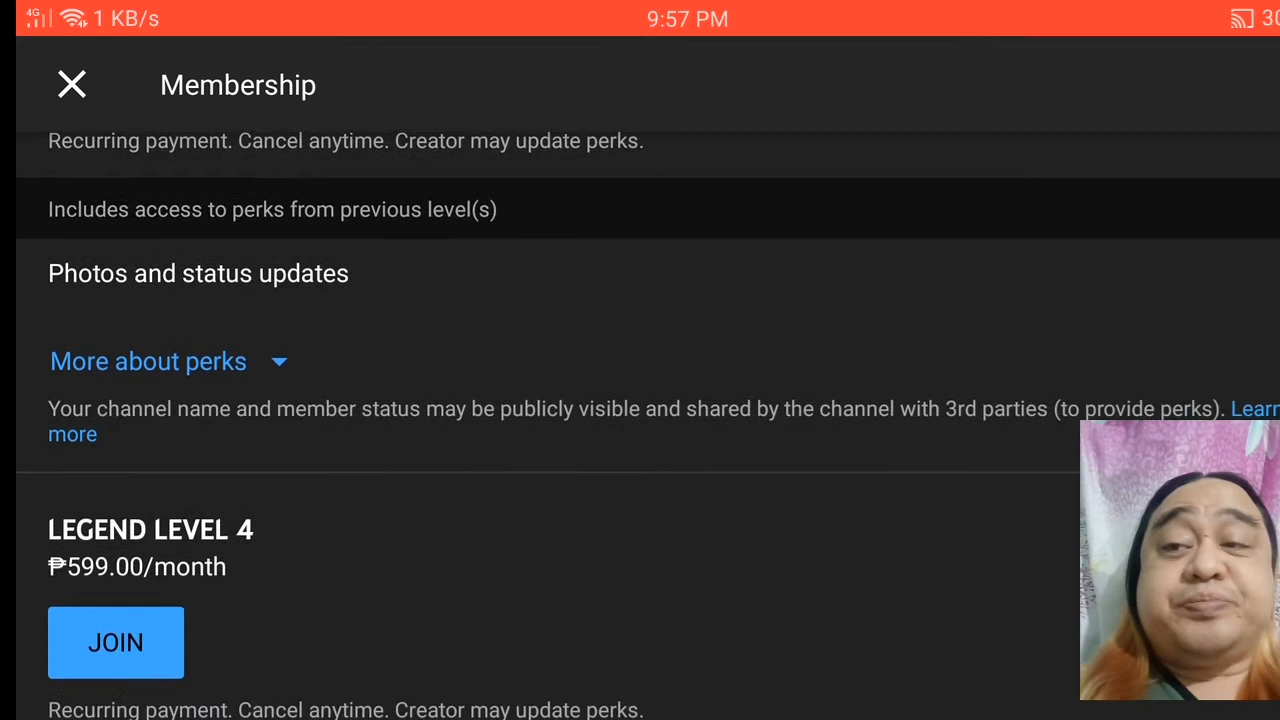 4G 1 KB/s 9:57 PM 30
Membership
Recurring payment. Cancel anytime. Creator may update perks.
Includes access to perks from previous level(s)
Photos and status updates
More about perks
Your channel name and member status may be publicly visible and shared by the channel with 3rd parties (to provide perks). Learn
more
LEGEND LEVEL 4
₱599.00/month
JOIN
Recurring payment. Cancel anytime. Creator may update perks.